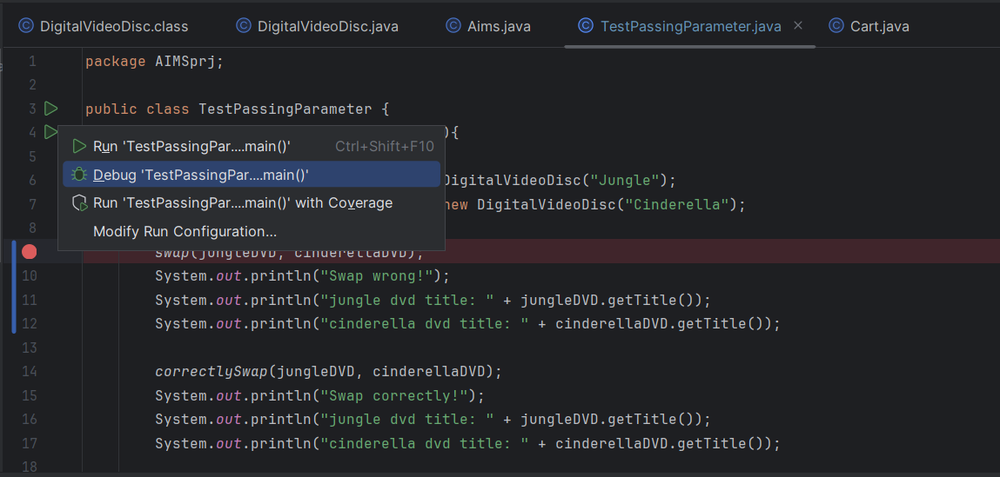 DigitalVideoDisc.class DigitalVideoDisc.java Aims.java TestPassingParameter.java Cart.java
1 package AIMSprj;
2
3 public class TestPassingParameter {
4 ){
Run 'TestPassingPar....main()' Ctrl+Shift+F10
5
Debug 'TestPassingPar....main()'
6 DigitalVideoDisc("Jungle");
Run 'TestPassingPar....main()' with Coverage
7 new DigitalVideoDisc("Cinderella");
8
Modify Run Configuration...
swap(jungleDVD, cinderellaDVD);
10 System.out.println("Swap wrong!");
11 System.out.println("jungle dvd title: " + jungleDVD.getTitle());
12 System.out.println("cinderella dvd title: " + cinderellaDVD.getTitle());
13
14 correctlySwap(jungleDVD, cinderellaDVD);
15 System.out.println("Swap correctly!");
16 System.out.println("jungle dvd title: " + jungleDVD.getTitle());
17 System.out.println("cinderella dvd title: " + cinderellaDVD.getTitle());
18